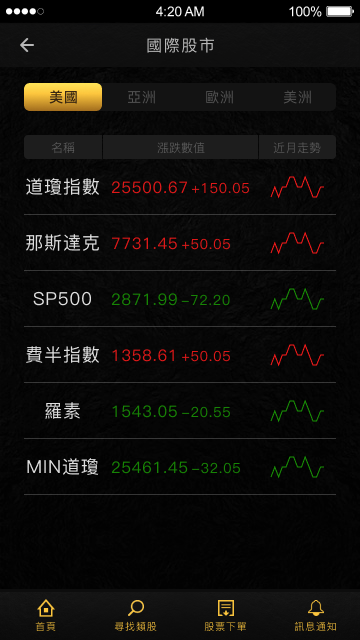 4:20 AM 100%
國際股市
美國 亞洲 歐洲 美洲
名稱 漲跌數值 近月走勢
道瓊指數 25500.67 +150.05
那斯達克 7731.45 +50.05
SP500 2871.99 −72.20
費半指數 1358.61 +50.05
羅素 1543.05 −20.55
MIN道瓊 25461.45 −32.05
首頁 尋找類股 股票下單 訊息通知